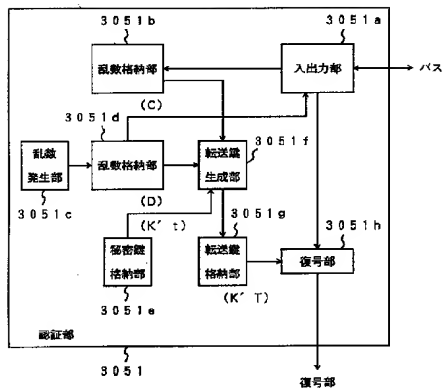 3051b
3051a
乱数格納部
入出力部
バス
(C)
3051d
3051f
乱数
発生部
乱数格納部
転送鍵
生成部
3051c
(D)
(K' t)
3051g
3051h
秘密鍵
格納部
転送鍵
格納部
復号部
3051e
(K' T)
認証部
3051
復号部